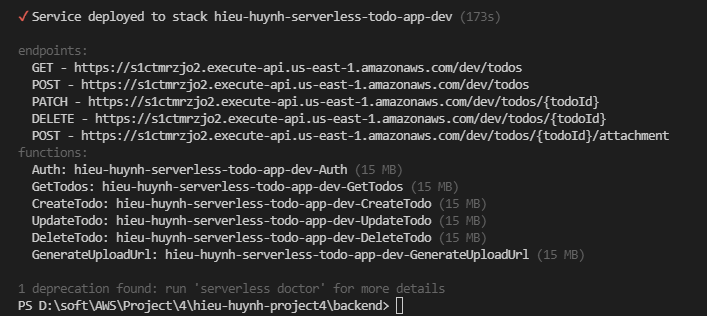 ✓Service deployed to stack hieu-huynh-serverless-todo-app-dev (173s)
endpoints:
GET - https://s1ctmrzjo2.execute-api.us-east-1.amazonaws.com/dev/todos
POST - https://s1ctmrzjo2.execute-api.us-east-1.amazonaws.com/dev/todos
PATCH - https://s1ctmrzjo2.execute-api.us-east-1.amazonaws.com/dev/todos/{todoId}
DELETE - https://s1ctmrzjo2.execute-api.us-east-1.amazonaws.com/dev/todos/{todoId}
POST - https://s1ctmrzjo2.execute-api.us-east-1.amazonaws.com/dev/todos/{todoId}/attachment
functions:
Auth: hieu-huynh-serverless-todo-app-dev-Auth (15 MB)
GetTodos: hieu-huynh-serverless-todo-app-dev-GetTodos (15 MB)
CreateTodo: hieu-huynh-serverless-todo-app-dev-CreateTodo (15 MB)
UpdateTodo: hieu-huynh-serverless-todo-app-dev-UpdateTodo (15 MB)
DeleteTodo: hieu-huynh-serverless-todo-app-dev-DeleteTodo (15 MB)
GenerateUploadUrl: hieu-huynh-serverless-todo-app-dev-GenerateUploadUrl (15 MB)
1 deprecation found: run 'serverless doctor' for more details
PS D:\soft\AWS\Project\4\hieu-huynh-project4\backend>